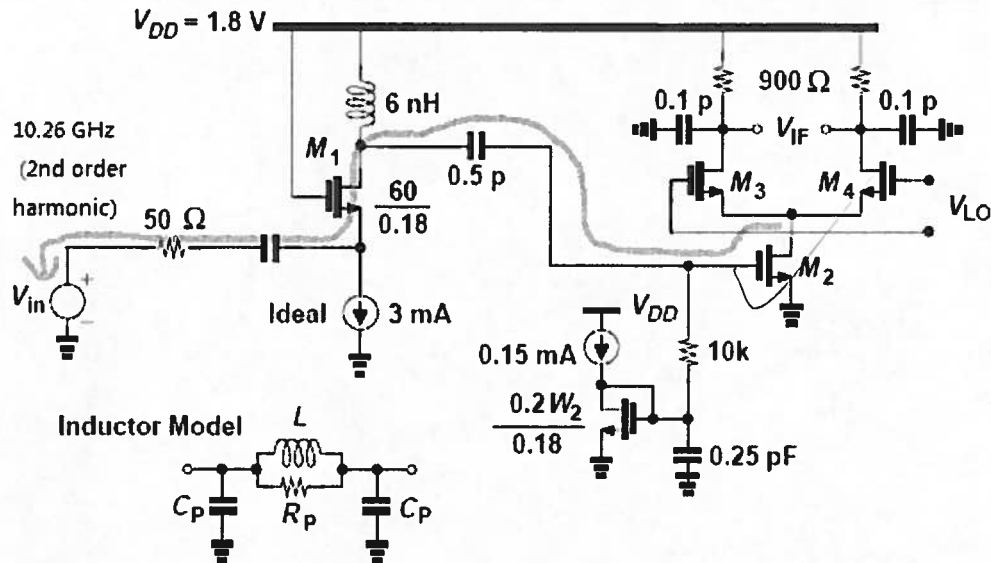 V_DD = 1.8 V
6 nH
900 Ω
0.1 p
0.1 p
V_IF
10.26 GHz
(2nd order
harmonic)
M_1
0.5 p
M_3
M_4
60
0.18
V_LO
50 Ω
M_2
V_in
+
–
Ideal
3 mA
V_DD
0.15 mA
10k
0.2 W_2
0.18
0.25 pF
Inductor Model
L
R_P
C_P
C_P